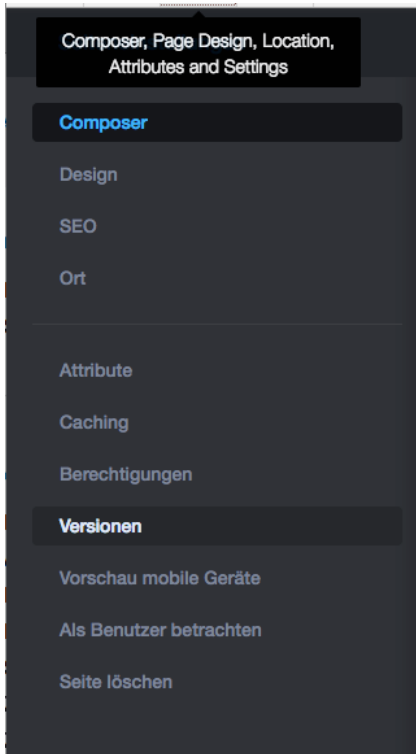 Composer, Page Design, Location,
Attributes and Settings
Composer
Design
SEO
Ort
Attribute
Caching
Berechtigungen
Versionen
Vorschau mobile Geräte
Als Benutzer betrachten
Seite löschen